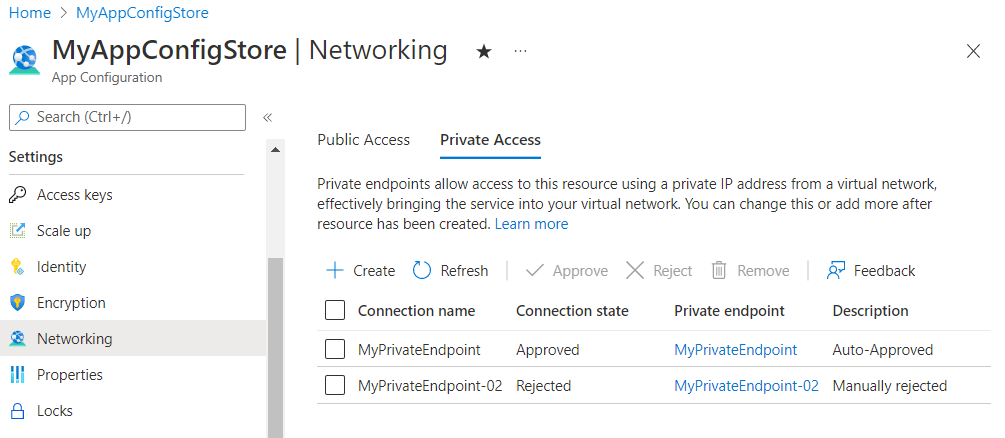 Home > MyAppConfigStore
MyAppConfigStore | Networking ★ ...
App Configuration
Search (Ctrl+/) «
Settings
Access keys
Scale up
Identity
Encryption
Networking
Properties
Locks
Public Access Private Access
Private endpoints allow access to this resource using a private IP address from a virtual network,
effectively bringing the service into your virtual network. You can change this or add more after
resource has been created. Learn more
Create Refresh Approve Reject Remove Feedback
Connection name Connection state Private endpoint Description
MyPrivateEndpoint Approved MyPrivateEndpoint Auto-Approved
MyPrivateEndpoint-02 Rejected MyPrivateEndpoint-02 Manually rejected